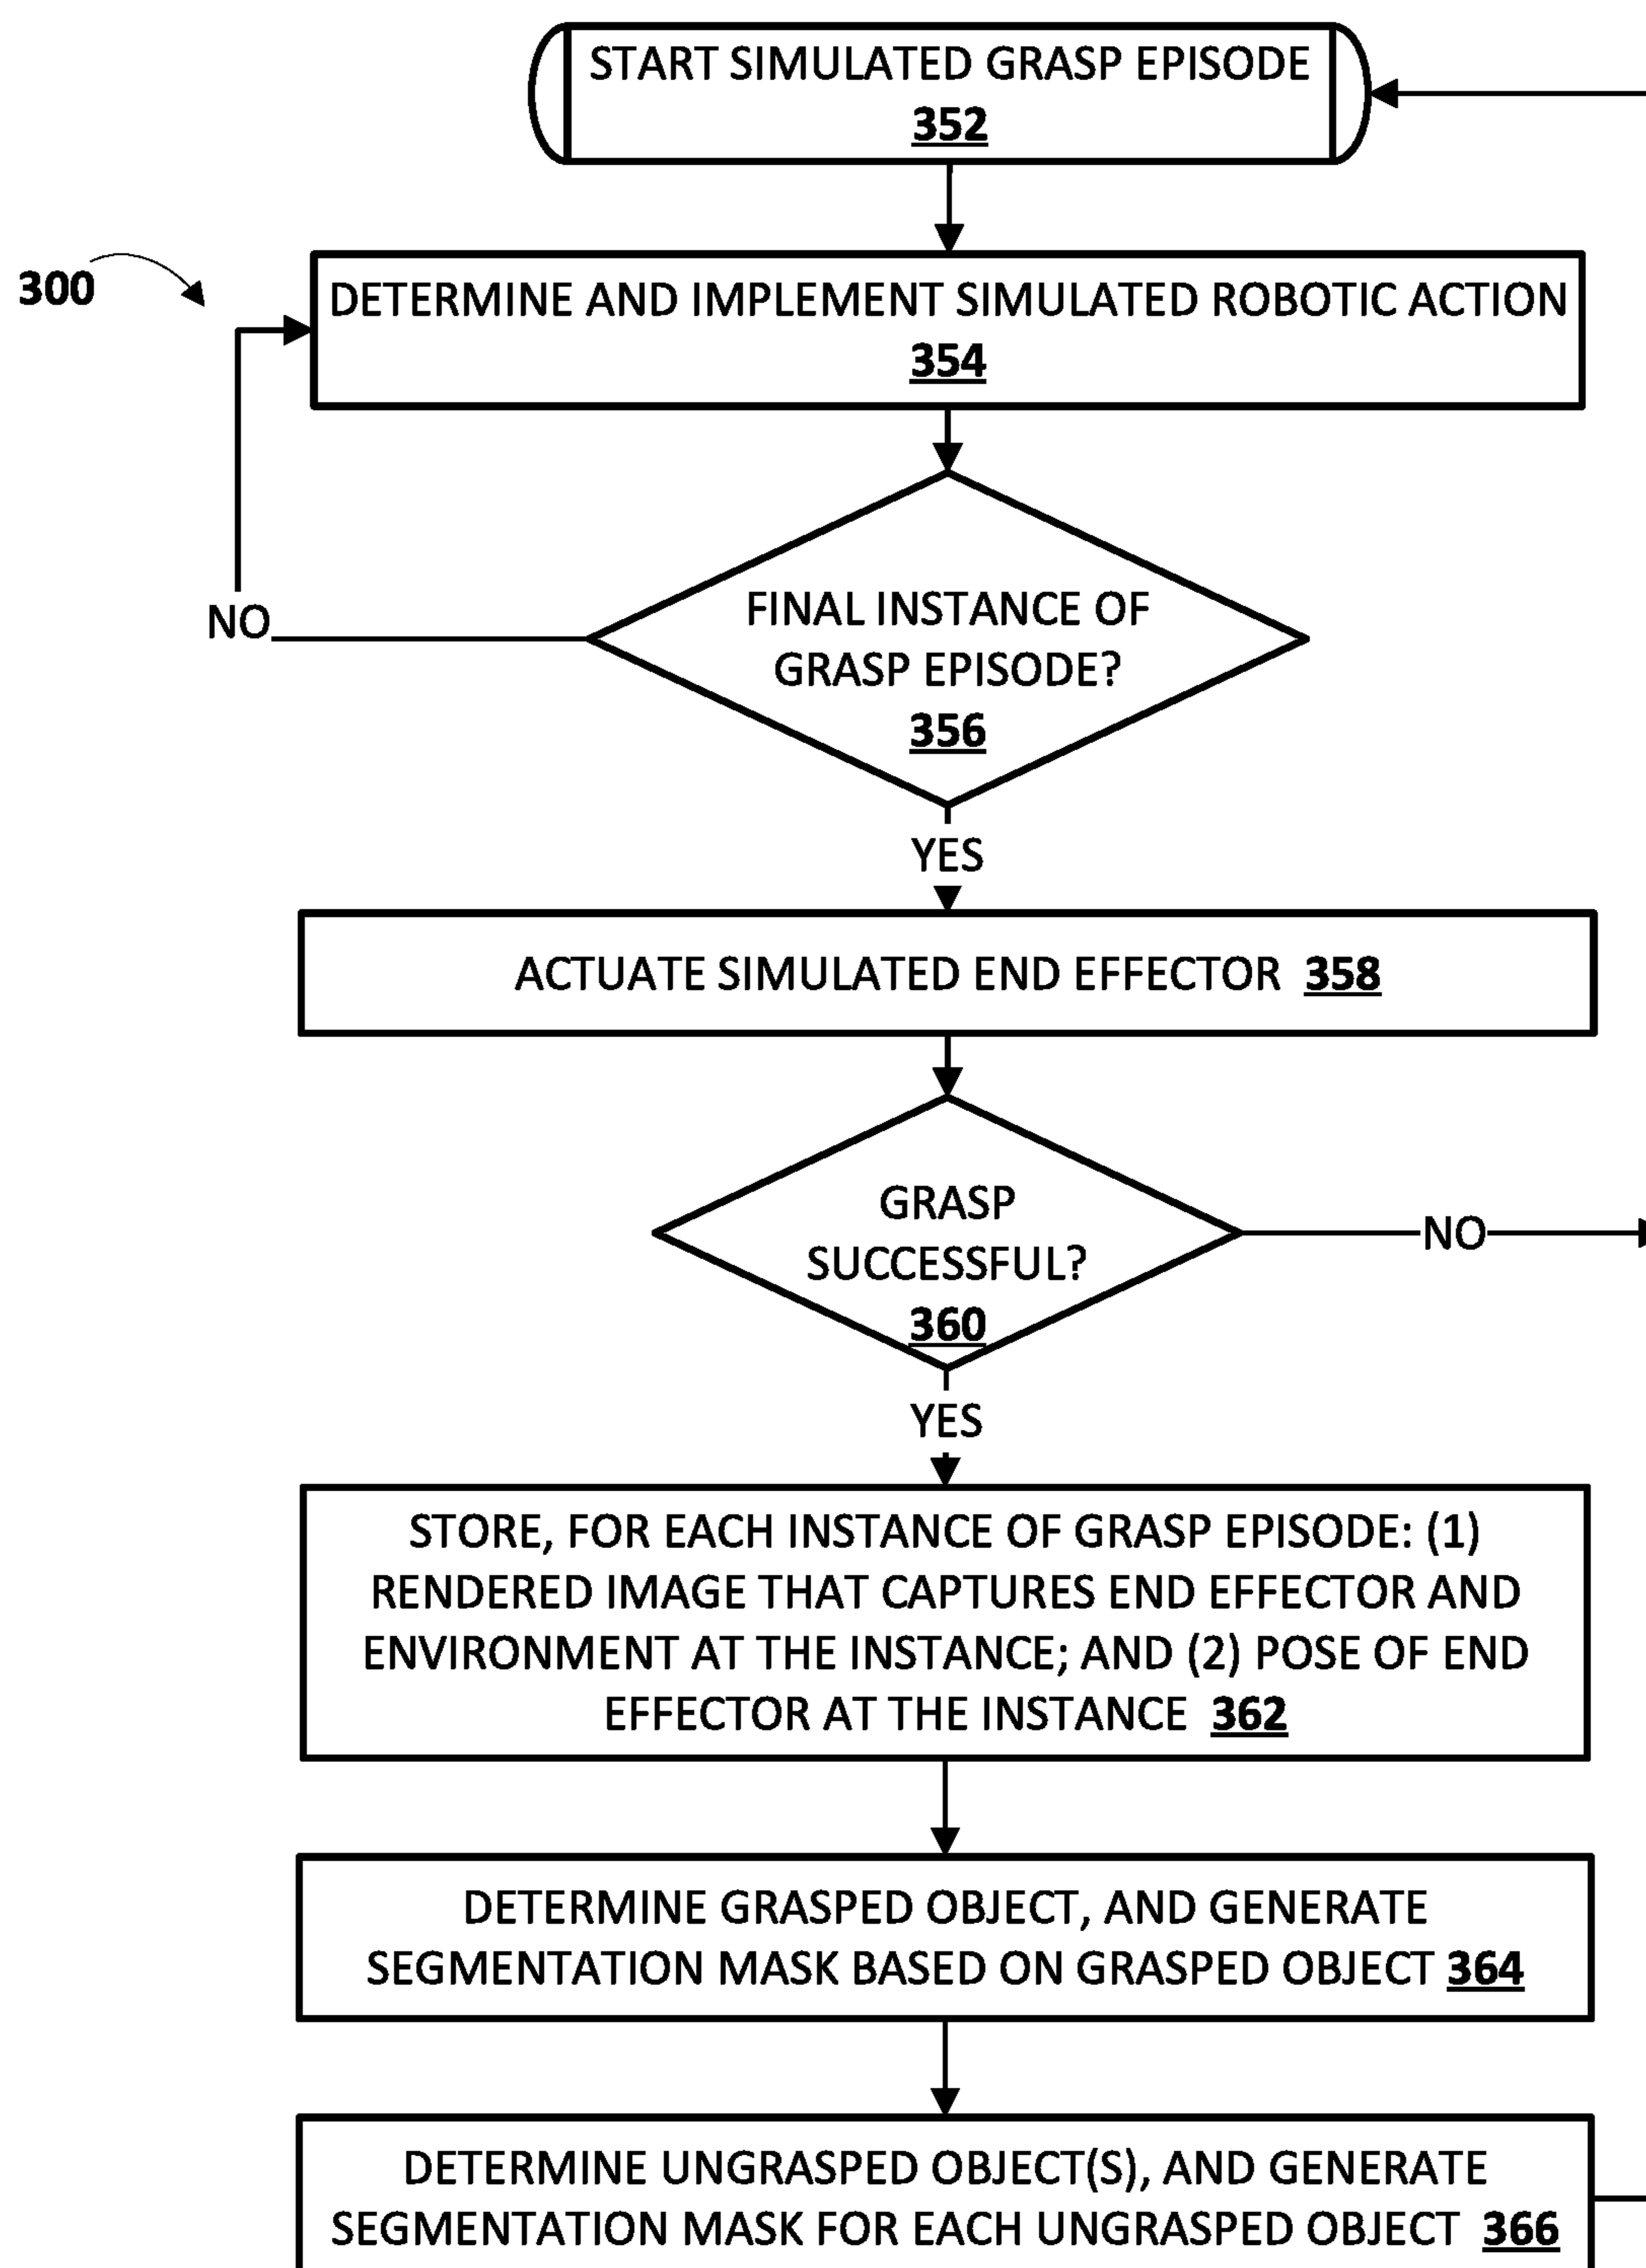 START SIMULATED GRASP EPISODE
352
300
DETERMINE AND IMPLEMENT SIMULATED ROBOTIC ACTION
354
FINAL INSTANCE OF
GRASP EPISODE?
356
NO
YES
ACTUATE SIMULATED END EFFECTOR 358
GRASP
SUCCESSFUL?
360
NO
YES
STORE, FOR EACH INSTANCE OF GRASP EPISODE: (1)
RENDERED IMAGE THAT CAPTURES END EFFECTOR AND
ENVIRONMENT AT THE INSTANCE; AND (2) POSE OF END
EFFECTOR AT THE INSTANCE 362
DETERMINE GRASPED OBJECT, AND GENERATE
SEGMENTATION MASK BASED ON GRASPED OBJECT 364
DETERMINE UNGRASPED OBJECT(S), AND GENERATE
SEGMENTATION MASK FOR EACH UNGRASPED OBJECT 366